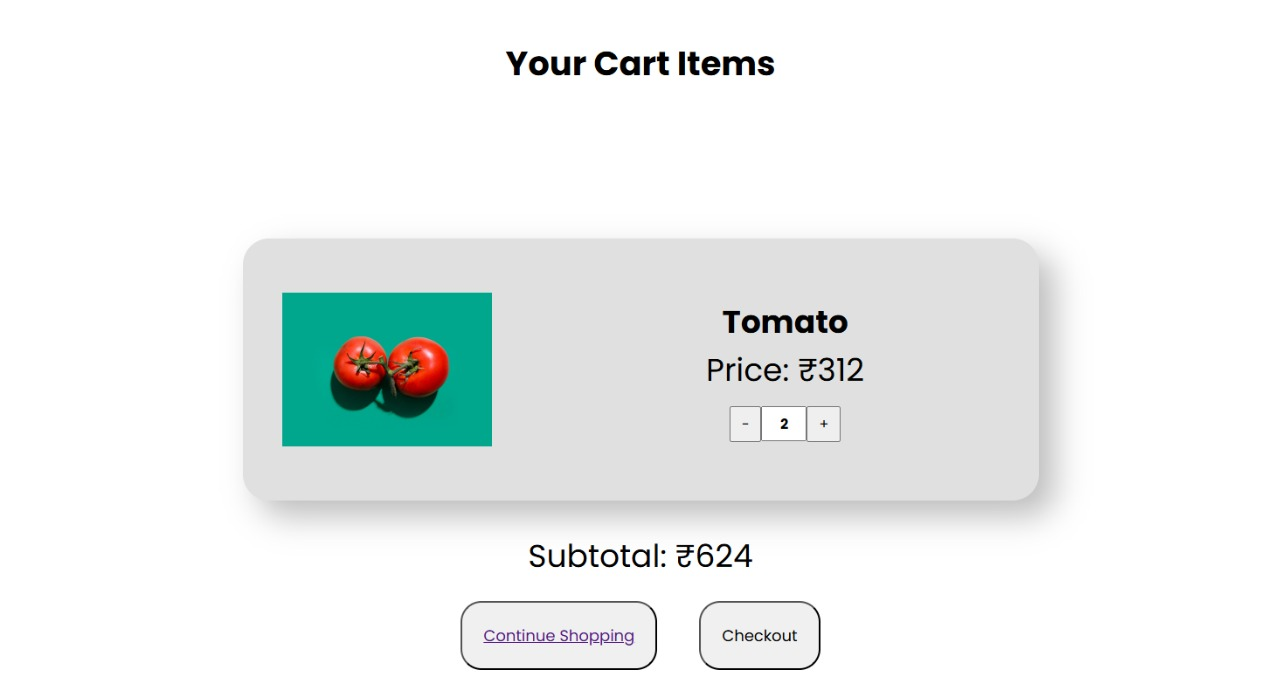 Your Cart Items
Tomato
Price: ₹312
- 2 +
Subtotal: ₹624
Continue Shopping Checkout